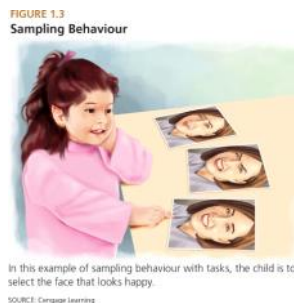 FIGURE 1.3
Sampling Behaviour
In this example of sampling behaviour with tasks, the child is to
select the face that looks happy.
SOURCE: Cengage Learning